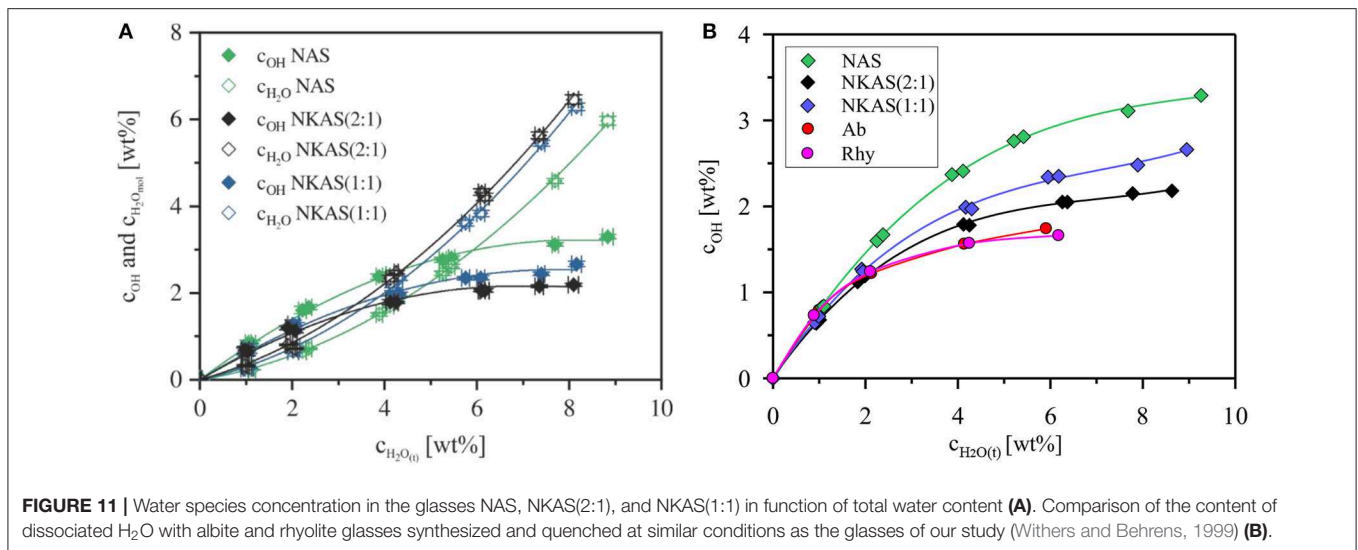 A
8
6
4
2
0
0
2
4
6
8
10
c_OH and c_H₂O_mol [wt%]
c_H₂O(t) [wt%]
c_OH NAS
c_H₂O NAS
c_OH NKAS(2:1)
c_H₂O NKAS(2:1)
c_OH NKAS(1:1)
c_H₂O NKAS(1:1)
B
4
3
2
1
0
0
2
4
6
8
10
c_OH [wt%]
c_H2O(t) [wt%]
NAS
NKAS(2:1)
NKAS(1:1)
Ab
Rhy
FIGURE 11 | Water species concentration in the glasses NAS, NKAS(2:1), and NKAS(1:1) in function of total water content (A). Comparison of the content of
dissociated H₂O with albite and rhyolite glasses synthesized and quenched at similar conditions as the glasses of our study (Withers and Behrens, 1999) (B).